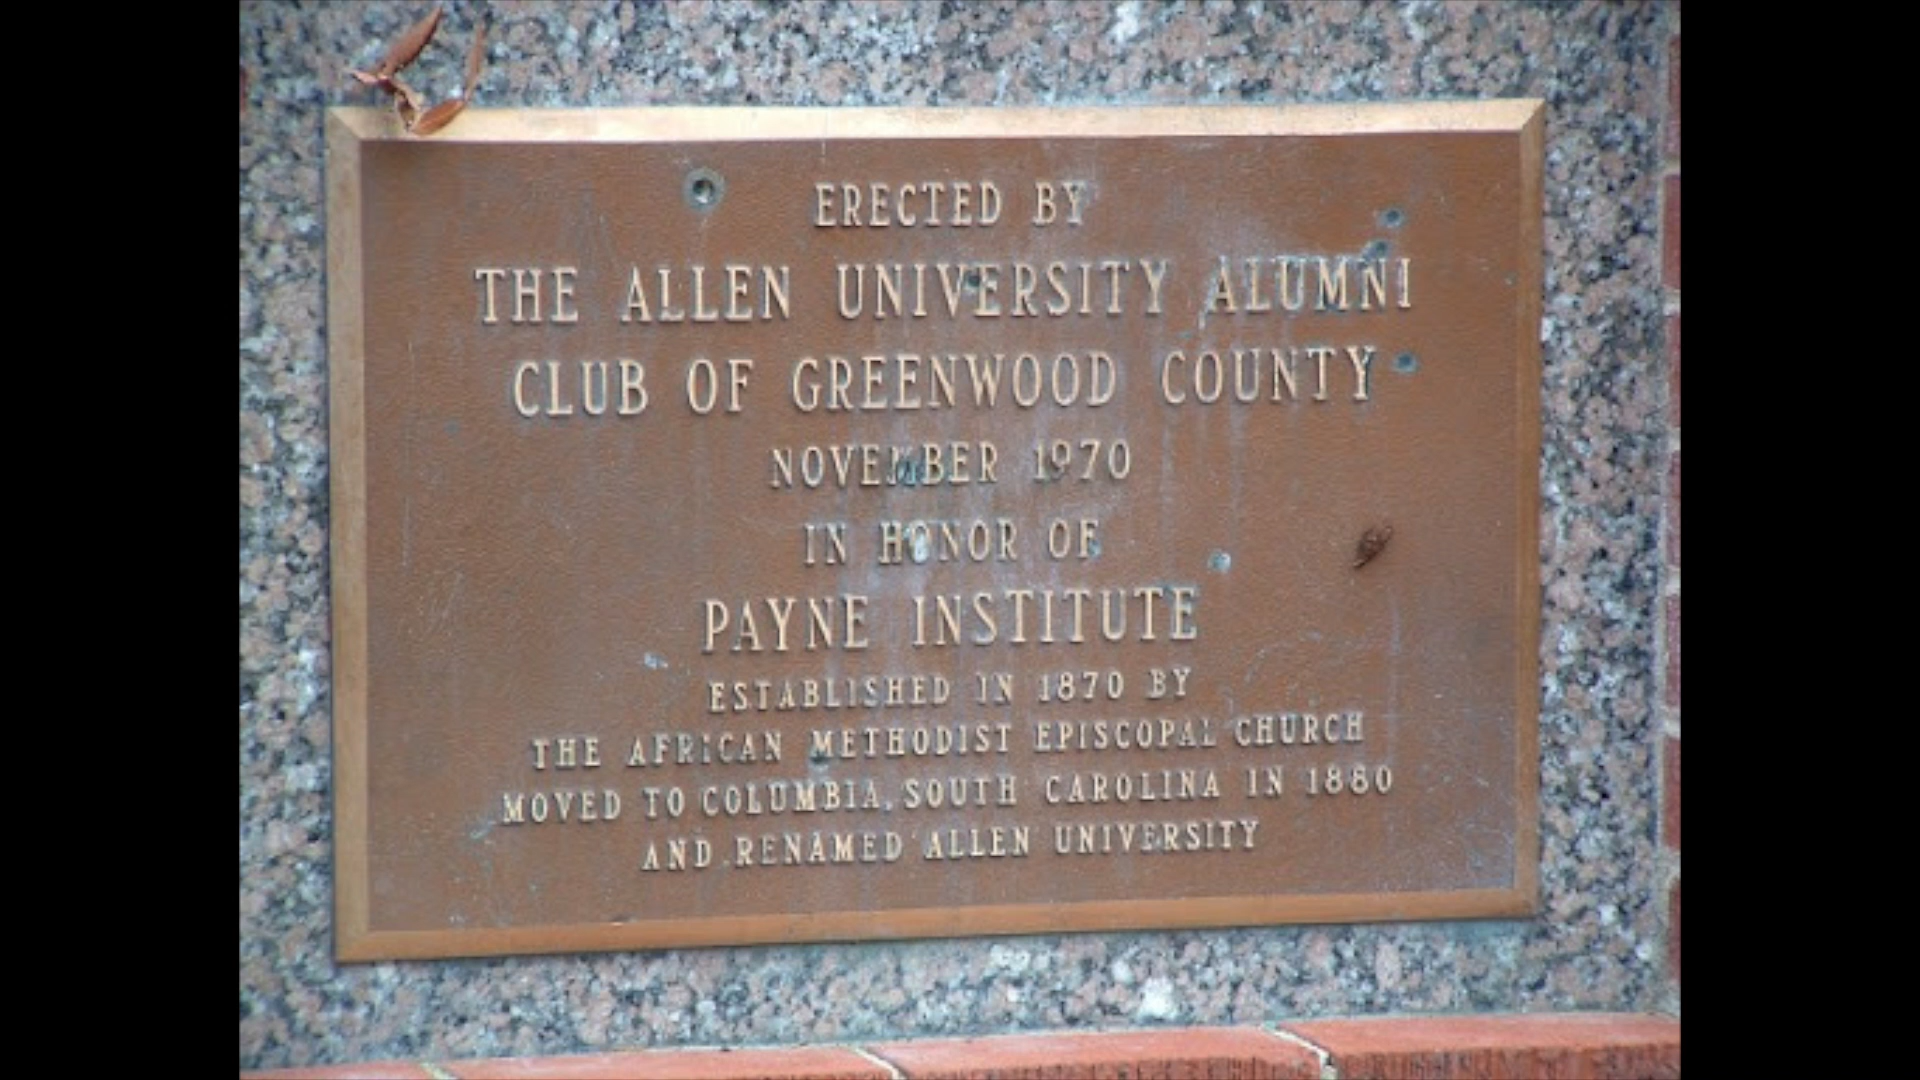 ERECTED BY
THE ALLEN UNIVERSITY ALUMNI
CLUB OF GREENWOOD COUNTY
NOVEMBER 1970
IN HONOR OF
PAYNE INSTITUTE
ESTABLISHED IN 1870 BY
THE AFRICAN METHODIST EPISCOPAL CHURCH
MOVED TO COLUMBIA, SOUTH CAROLINA IN 1880
AND RENAMED ALLEN UNIVERSITY